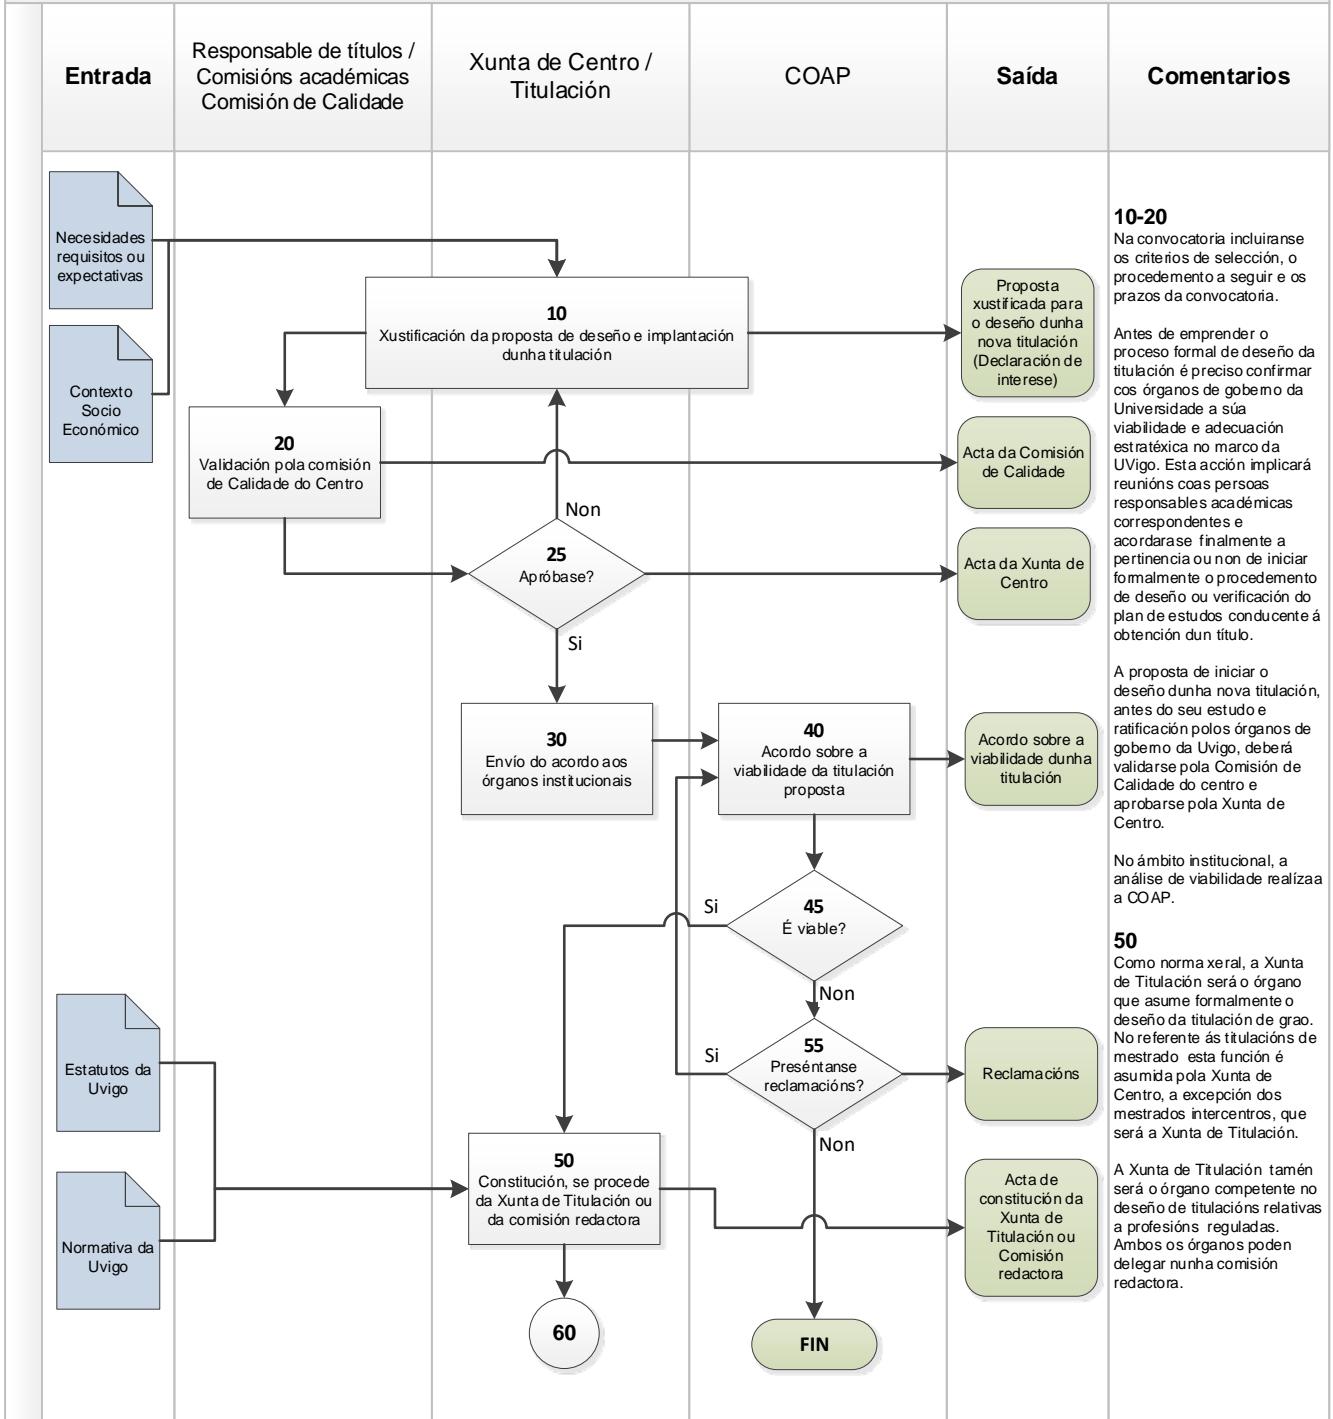 Entrada
Responsable de títulos /
Comisións académicas
Comisión de Calidade
Xunta de Centro /
Titulación
COAP
Saída
Comentarios
Necesidades
requisitos ou
expectativas
Contexto
Socio
Económico
10
Xustificación da proposta de deseño e implantación
dunha titulación
Proposta
xustificada para
o deseño dunha
nova titulación
(Declaración de
interese)
20
Validación pola comisión
de Calidade do Centro
Acta da Comisión
de Calidade
Non
25
Apróbase?
Acta da Xunta de
Centro
Si
30
Envío do acordo aos
órganos institucionais
40
Acordo sobre a
viabilidade da titulación
proposta
Acordo sobre a
viabilidade dunha
titulación
Si
45
É viable?
Non
Si
55
Preséntanse
reclamacións?
Reclamacións
Non
Estatutos da
Uvigo
Normativa da
Uvigo
50
Constitución, se procede
da Xunta de Titulación ou
da comisión redactora
Acta de
constitución da
Xunta de
Titulación ou
Comisión
redactora
60
FIN
10-20
Na convocatoria incluiranse
os criterios de selección, o
procedemento a seguir e os
prazos da convocatoria.
Antes de emprender o
proceso formal de deseño da
titulación é preciso confirmar
cos órganos de goberno da
Universidade a súa
viabilidade e adecuación
estratéxica no marco da
UVigo. Esta acción implicará
reunións coas persoas
responsables académicas
correspondentes e
acordarase finalmente a
pertinencia ou non de iniciar
formalmente o procedemento
de deseño ou verificación do
plan de estudos conducente á
obtención dun título.
A proposta de iniciar o
deseño dunha nova titulación,
antes do seu estudo e
ratificación polos órganos de
goberno da Uvigo, deberá
validarse pola Comisión de
Calidade do centro e
aprobarse pola Xunta de
Centro.
No ámbito institucional, a
análise de viabilidade realízaa
a COAP.
50
Como norma xeral, a Xunta
de Titulación será o órgano
que asume formalmente o
deseño da titulación de grao.
No referente ás titulacións de
mestrado esta función é
asumida pola Xunta de
Centro, a excepción dos
mestrados intercentros, que
será a Xunta de Titulación.
A Xunta de Titulación tamén
será o órgano competente no
deseño de titulacións relativas
a profesións reguladas.
Ambos os órganos poden
delegar nunha comisión
redactora.